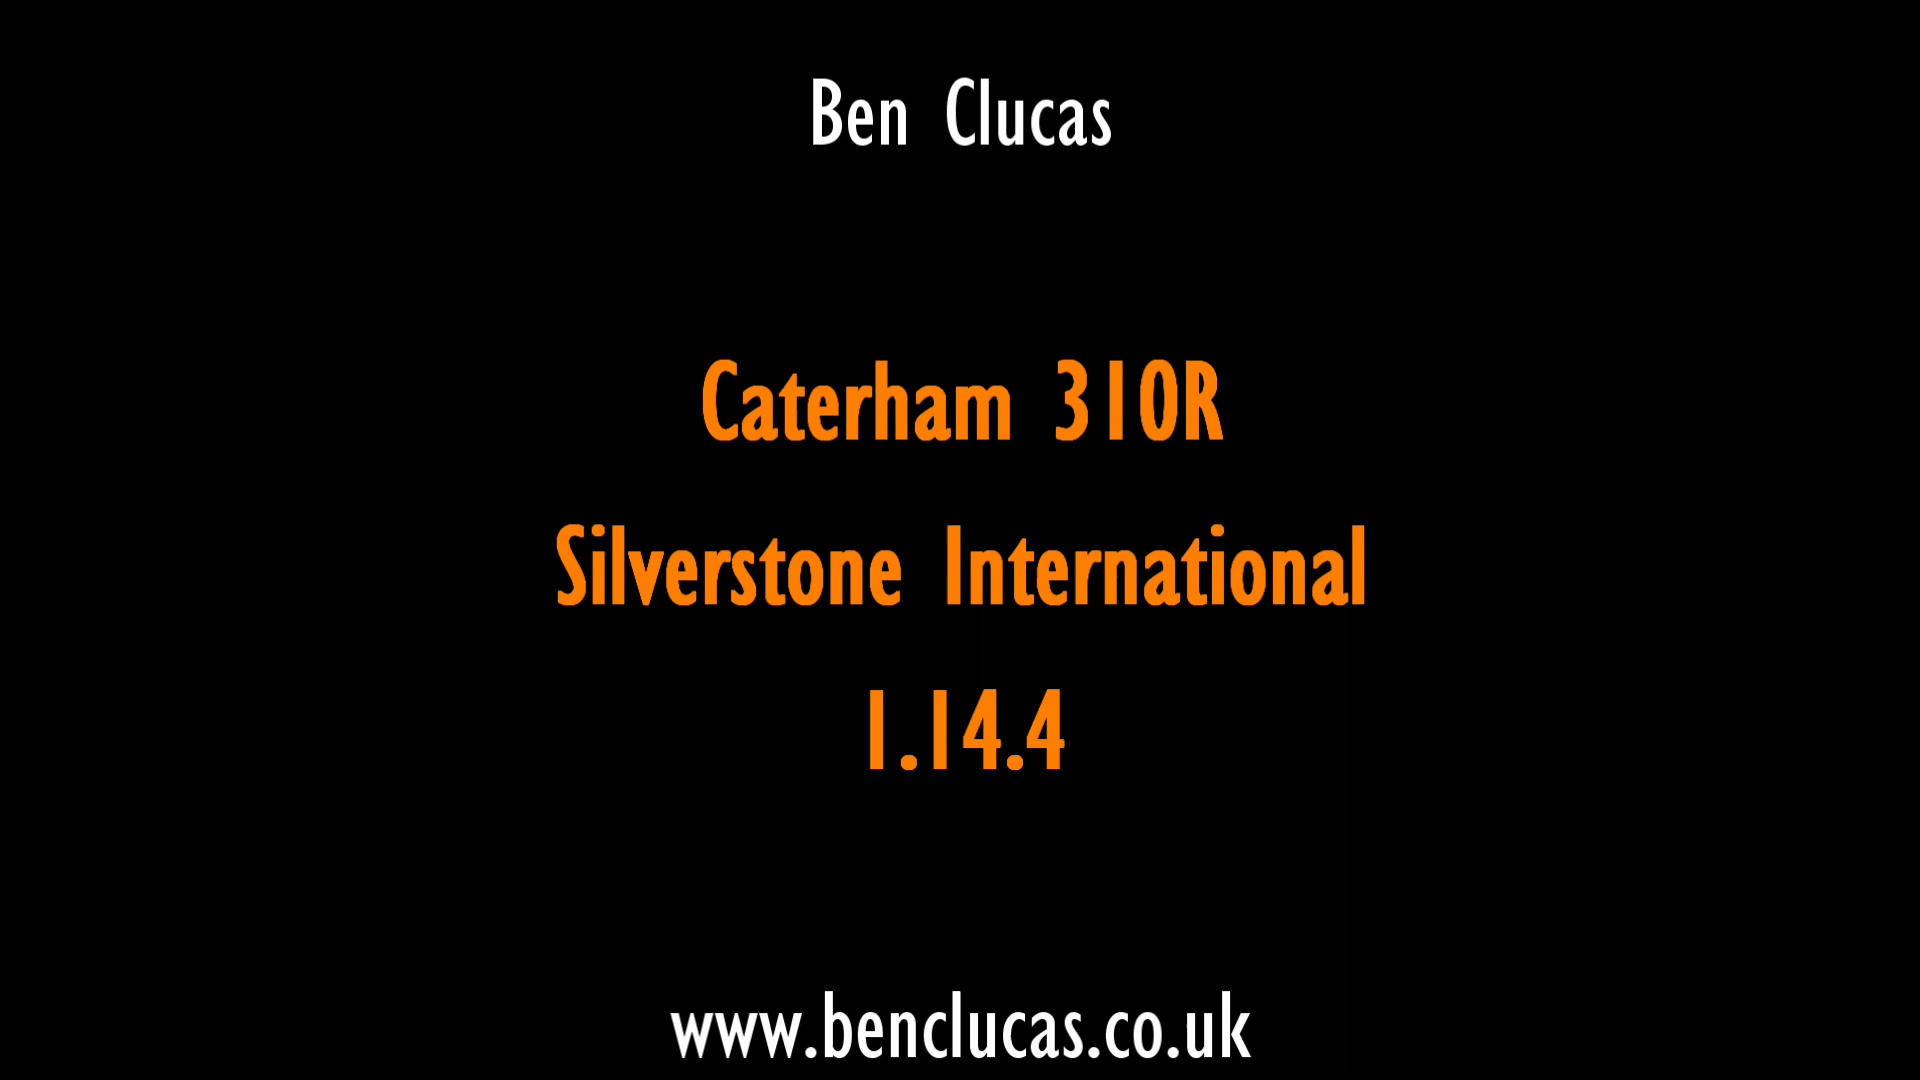 Ben Clucas
Caterham 310R
Silverstone International
1.14.4
www.benclucas.co.uk